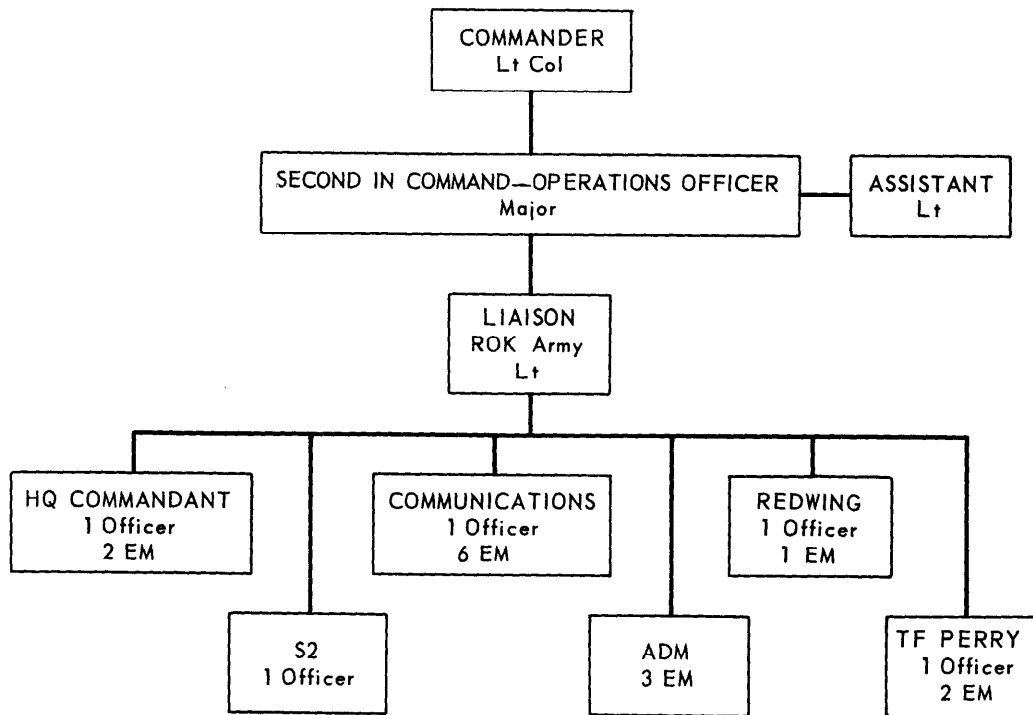 COMMANDER
Lt Col
SECOND IN COMMAND—OPERATIONS OFFICER
Major
ASSISTANT
Lt
LIAISON
ROK Army
Lt
HQ COMMANDANT
1 Officer
2 EM
COMMUNICATIONS
1 Officer
6 EM
REDWING
1 Officer
1 EM
S2
1 Officer
ADM
3 EM
TF PERRY
1 Officer
2 EM